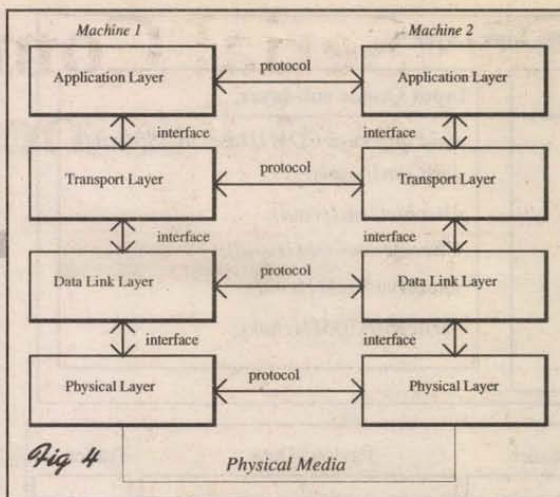 Machine 1 Machine 2
Application Layer protocol Application Layer
interface interface
Transport Layer protocol Transport Layer
interface interface
Data Link Layer protocol Data Link Layer
interface interface
Physical Layer protocol Physical Layer
Fig 4 Physical Media